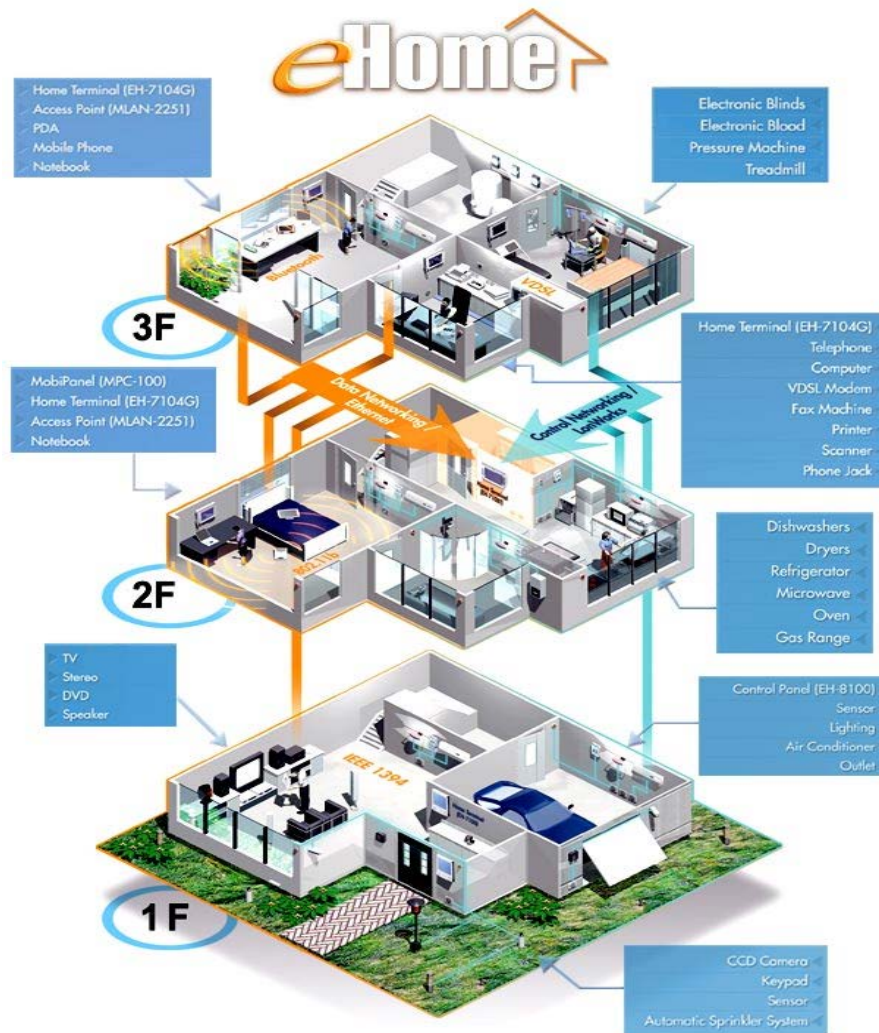 eHome
Home Terminal (EH-7104G)
Access Point (MLAN-2251)
PDA
Mobile Phone
Notebook
Electronic Blinds
Electronic Blood
Pressure Machine
Treadmill
Bluetooth
VDSL
3F
Home Terminal (EH-7104G)
Telephone
Computer
VDSL Modem
Fax Machine
Printer
Scanner
Phone Jack
MobiPanel (MPC-100)
Home Terminal (EH-7104G)
Access Point (MLAN-2251)
Notebook
Data Networking /
Ethernet
Control Networking /
LonWorks
Home Terminal
802.11b
2F
Dishwashers
Dryers
Refrigerator
Microwave
Oven
Gas Range
TV
Stereo
DVD
Speaker
Control Panel (EH-8100)
Sensor
Lighting
Air Conditioner
Outlet
IEEE 1394
Home Terminal
1F
CCD Camera
Keypad
Sensor
Automatic Sprinkler System